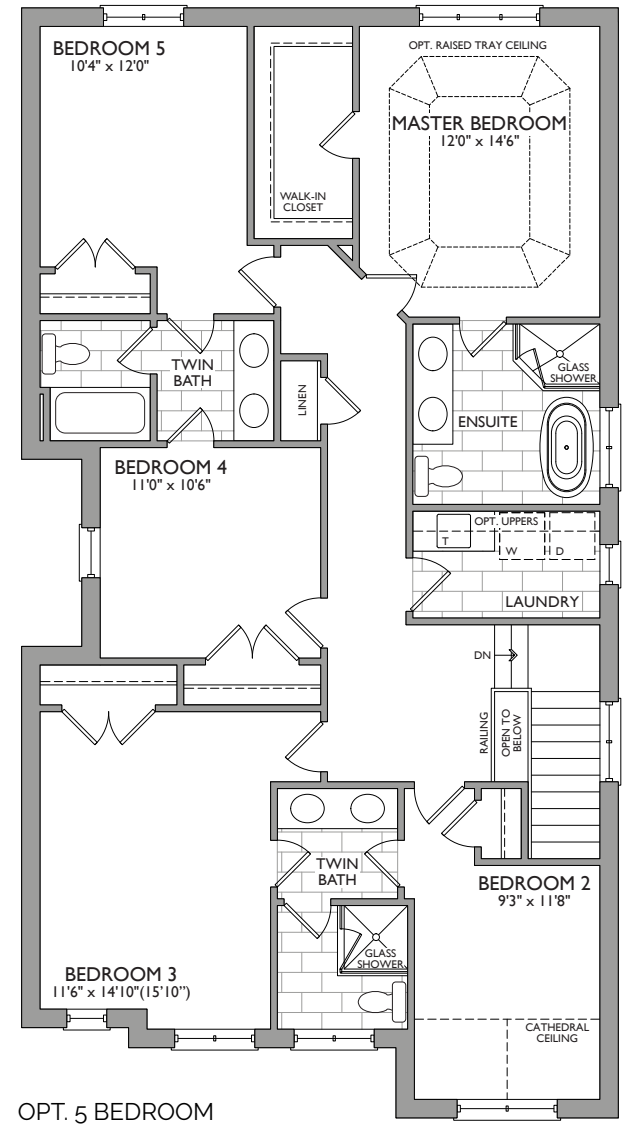 BEDROOM 5
10'4" x 12'0"
OPT. RAISED TRAY CEILING
MASTER BEDROOM
12'0" x 14'6"
WALK-IN
CLOSET
TWIN
BATH
LINEN
GLASS
SHOWER
ENSUITE
BEDROOM 4
11'0" x 10'6"
OPT. UPPERS
T
W
D
LAUNDRY
DN
RAILING
OPEN TO
BELOW
TWIN
BATH
BEDROOM 2
9'3" x 11'8"
GLASS
SHOWER
BEDROOM 3
11'6" x 14'10"(15'10")
CATHEDRAL
CEILING
OPT. 5 BEDROOM